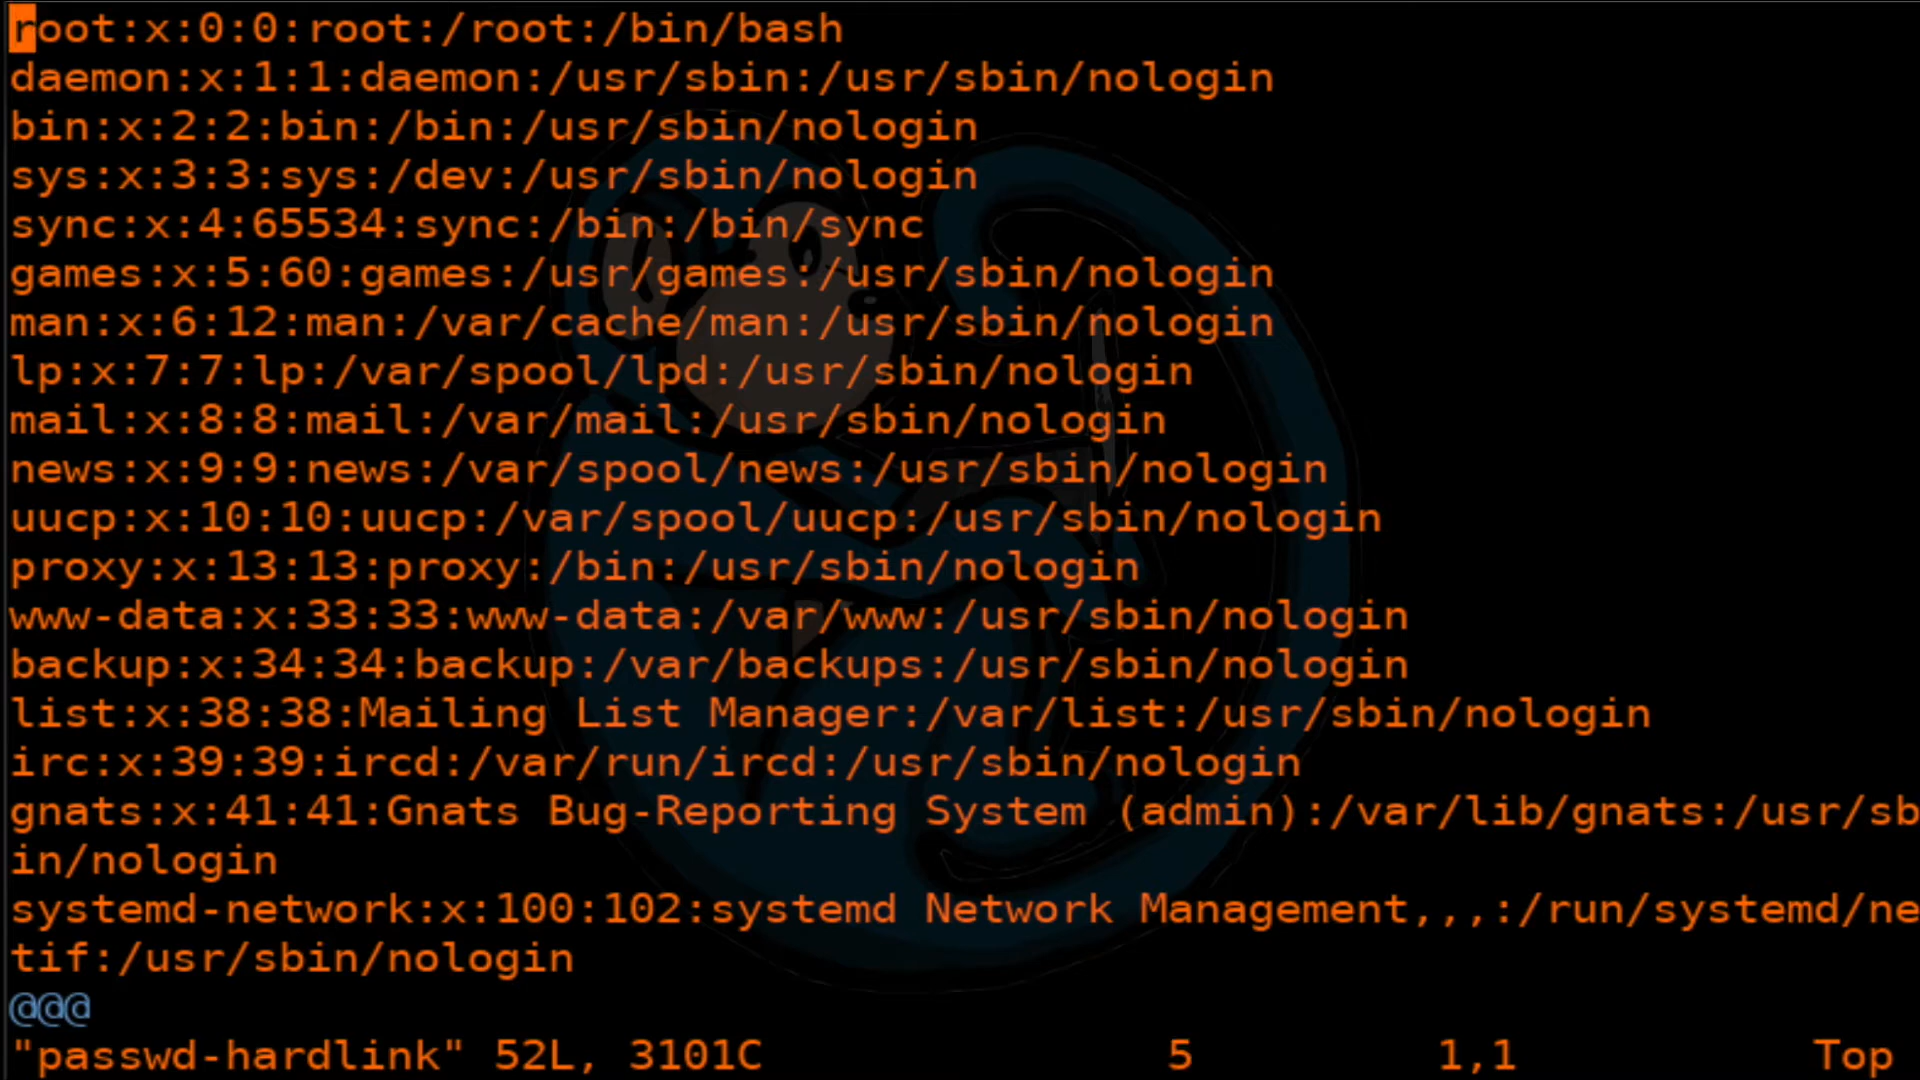 root:x:0:0:root:/root:/bin/bash
daemon:x:1:1:daemon:/usr/sbin:/usr/sbin/nologin
bin:x:2:2:bin:/bin:/usr/sbin/nologin
sys:x:3:3:sys:/dev:/usr/sbin/nologin
sync:x:4:65534:sync:/bin:/bin/sync
games:x:5:60:games:/usr/games:/usr/sbin/nologin
man:x:6:12:man:/var/cache/man:/usr/sbin/nologin
lp:x:7:7:lp:/var/spool/lpd:/usr/sbin/nologin
mail:x:8:8:mail:/var/mail:/usr/sbin/nologin
news:x:9:9:news:/var/spool/news:/usr/sbin/nologin
uucp:x:10:10:uucp:/var/spool/uucp:/usr/sbin/nologin
proxy:x:13:13:proxy:/bin:/usr/sbin/nologin
www-data:x:33:33:www-data:/var/www:/usr/sbin/nologin
backup:x:34:34:backup:/var/backups:/usr/sbin/nologin
list:x:38:38:Mailing List Manager:/var/list:/usr/sbin/nologin
irc:x:39:39:ircd:/var/run/ircd:/usr/sbin/nologin
gnats:x:41:41:Gnats Bug-Reporting System (admin):/var/lib/gnats:/usr/sb
in/nologin
systemd-network:x:100:102:systemd Network Management,,,:/run/systemd/ne
tif:/usr/sbin/nologin
@@@
"passwd-hardlink" 52L, 3101C 5 1,1 Top